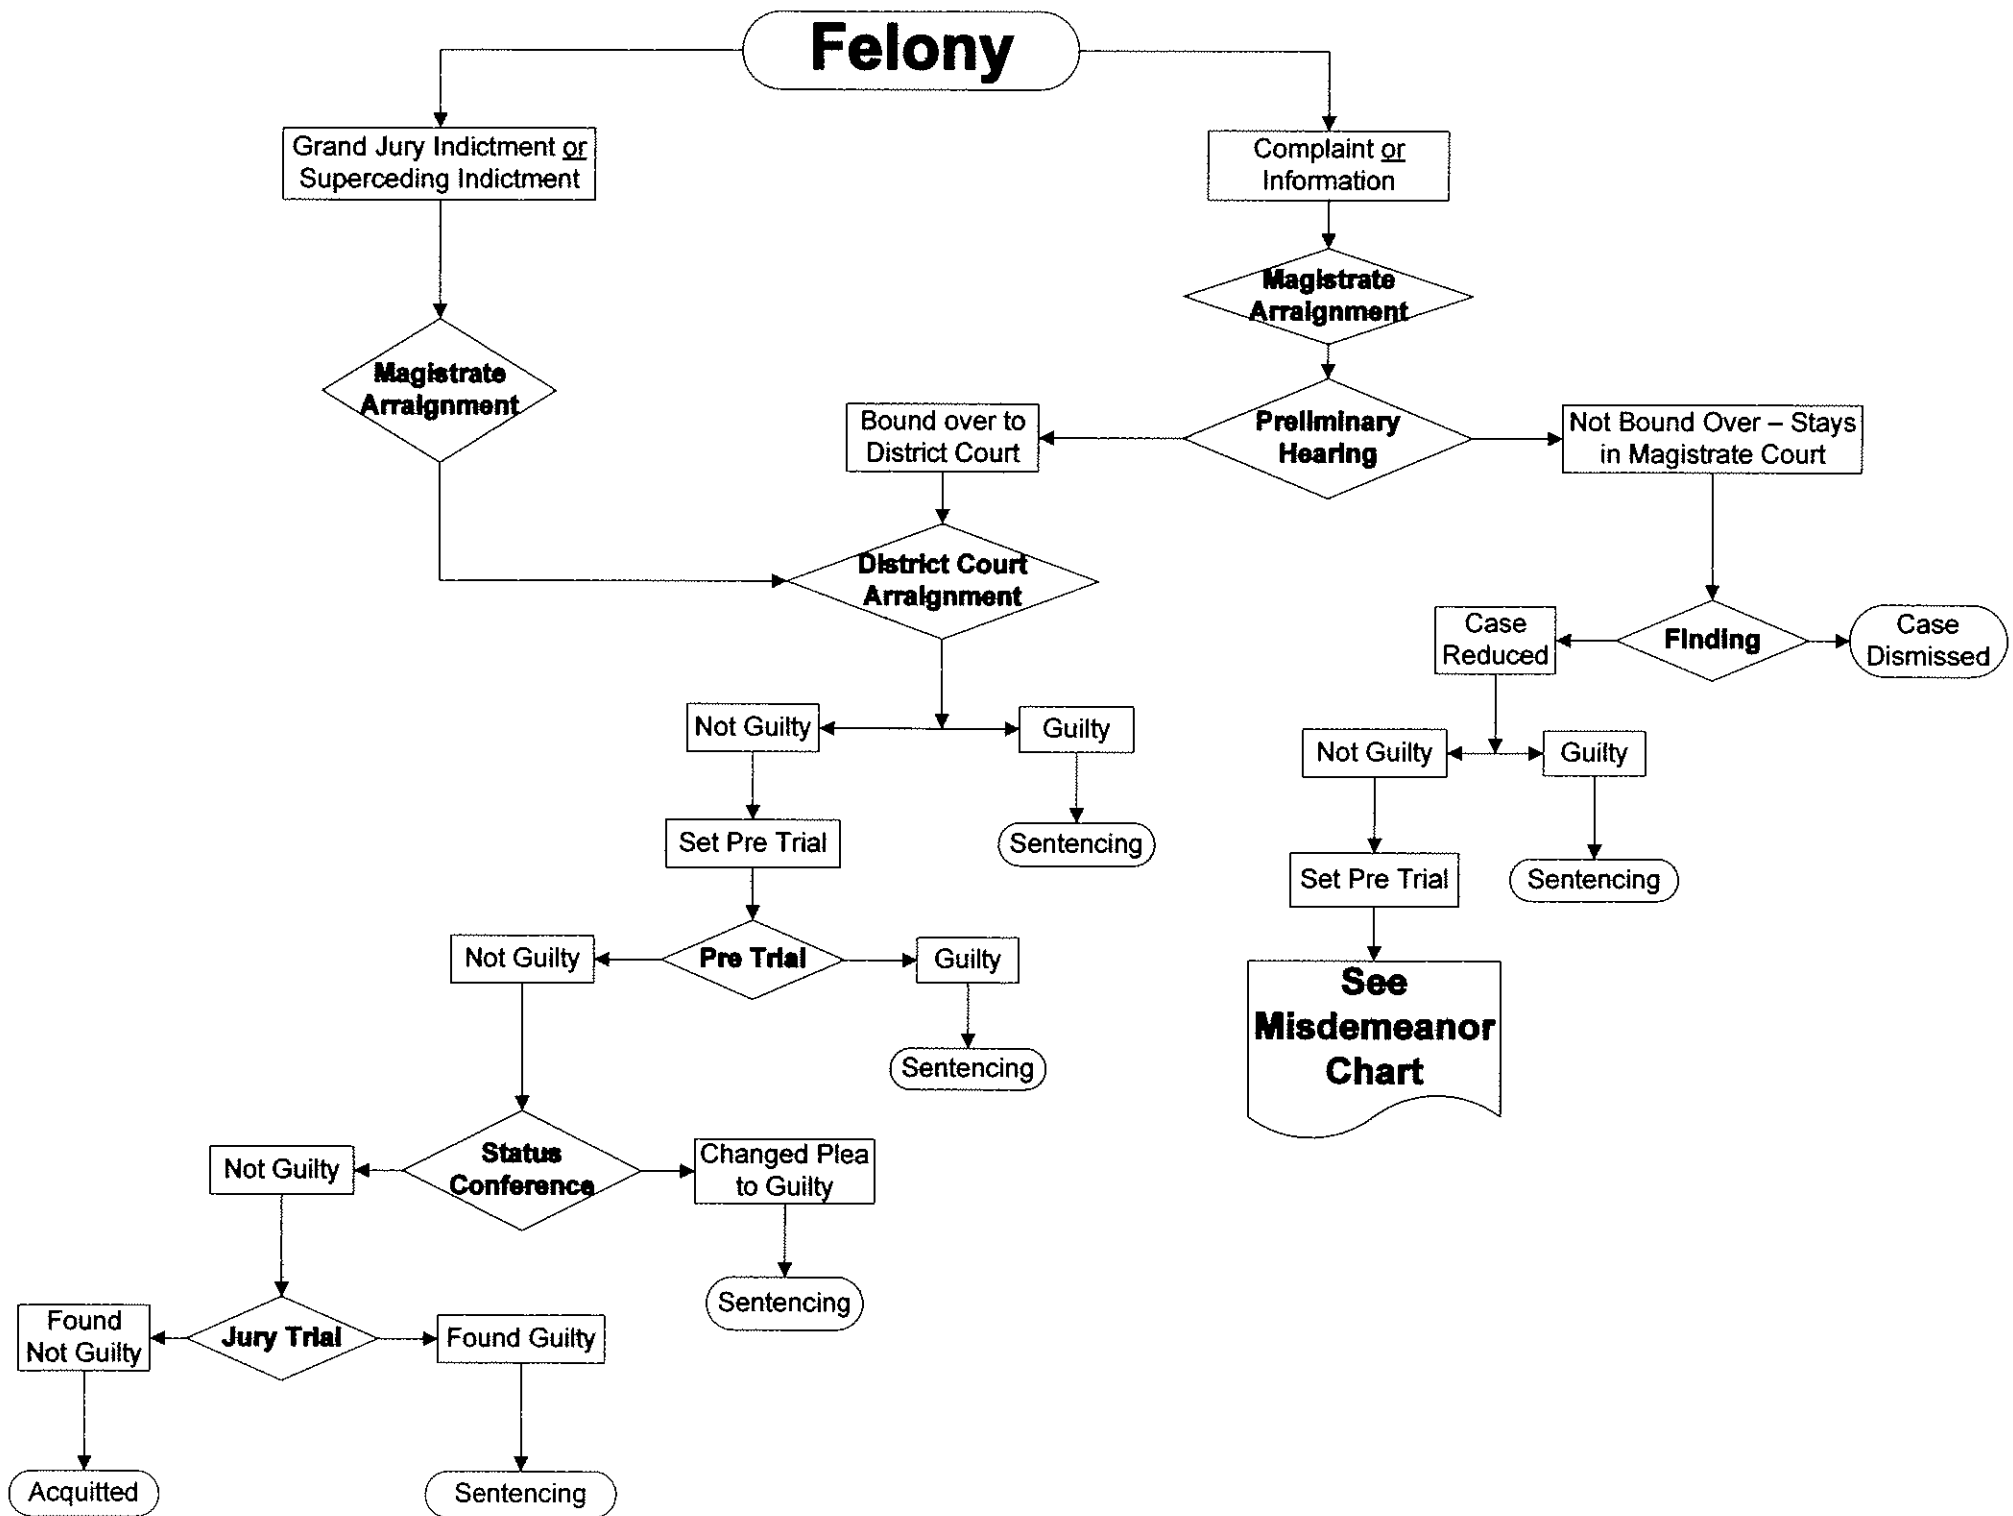 Felony
Grand Jury Indictment or
Superceding Indictment
Complaint or
Information
Magistrate
Arraignment
Magistrate
Arraignment
Bound over to
District Court
Preliminary
Hearing
Not Bound Over – Stays
in Magistrate Court
District Court
Arraignment
Case
Reduced
Finding
Case
Dismissed
Not Guilty
Guilty
Not Guilty
Guilty
Set Pre Trial
Sentencing
Set Pre Trial
Sentencing
Not Guilty
Pre Trial
Guilty
See
Misdemeanor
Chart
Sentencing
Not Guilty
Status
Conference
Changed Plea
to Guilty
Sentencing
Found
Not Guilty
Jury Trial
Found Guilty
Acquitted
Sentencing